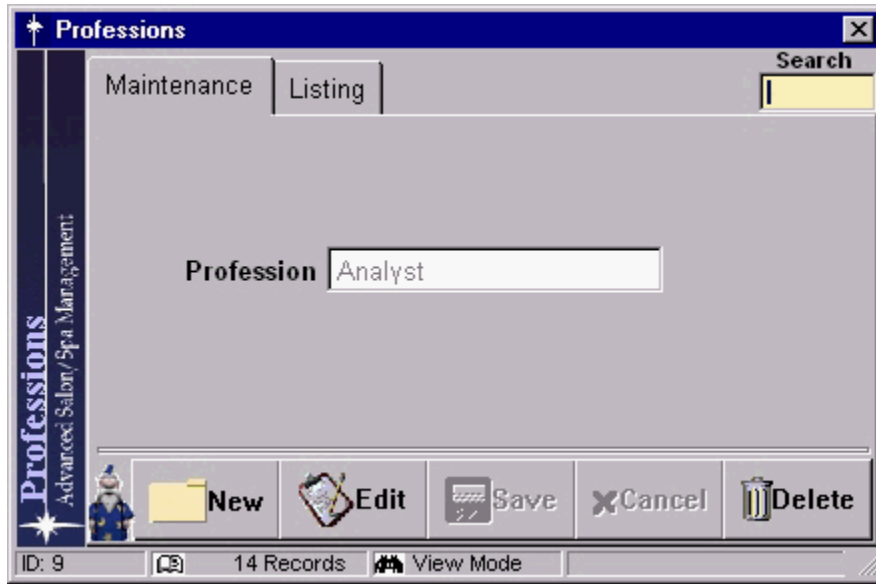 Professions
Search
Maintenance
Listing
Profession
Analyst
Professions
Advanced Salon/Spa Management
New
Edit
Save
Cancel
Delete
ID: 9
14 Records
View Mode